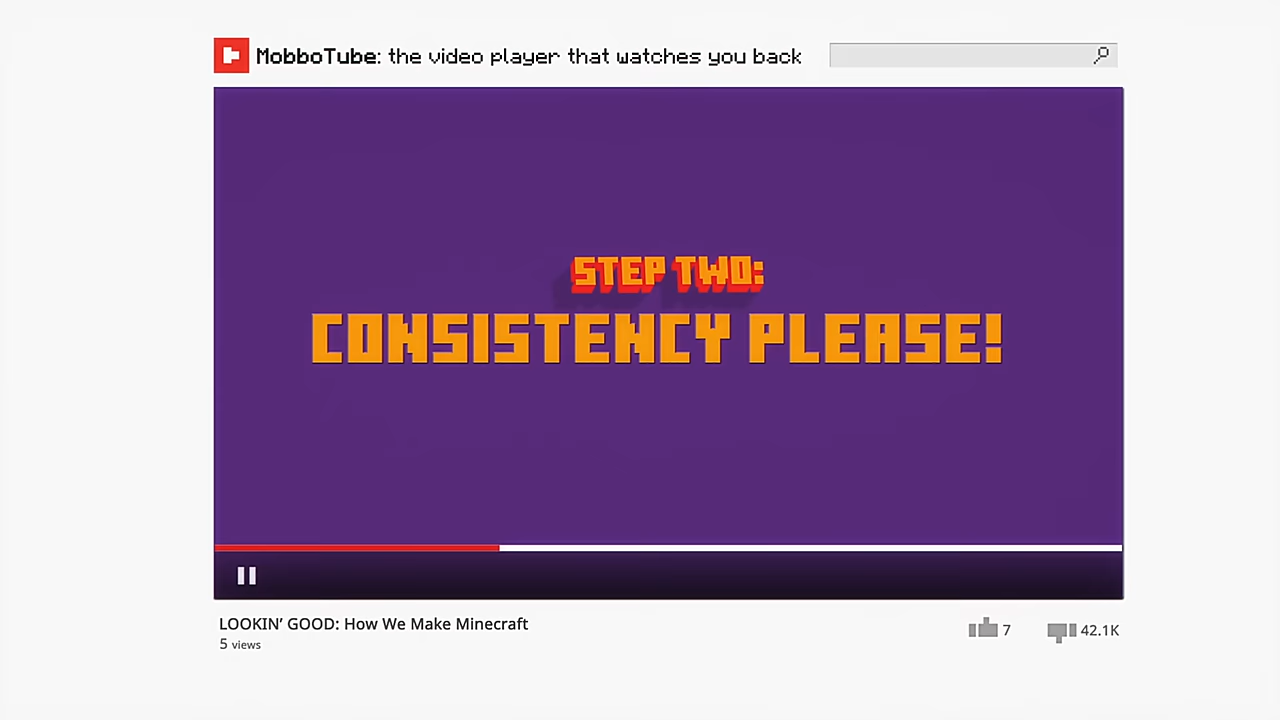 MobboTube: the video player that watches you back
STEP TWO:
CONSISTENCY PLEASE!
LOOKIN’ GOOD: How We Make Minecraft
5 views
7
42.1K